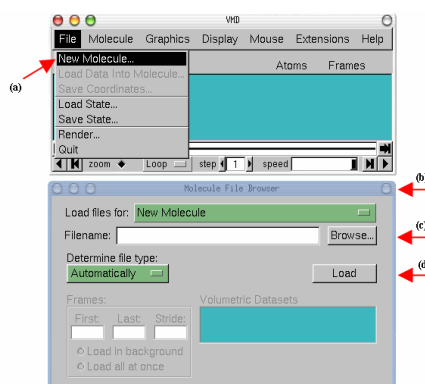 VMD
File Molecule Graphics Display Mouse Extensions Help
New Molecule...
Load Data Into Molecule...
Save Coordinates...
Load State...
Save State...
Render...
Quit
Atoms Frames
(a)
zoom Loop step 1 speed
Molecule File Browser
(b)
Load files for: New Molecule
Filename: Browse...
(c)
Determine file type:
Automatically Load
(d)
Frames: Volumetric Datasets
First: Last: Stride:
Load in background
Load all at once